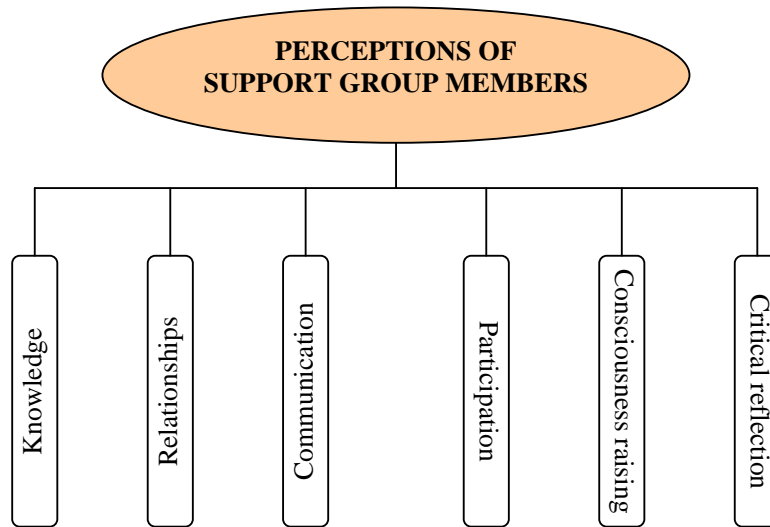 PERCEPTIONS OF
SUPPORT GROUP MEMBERS
Knowledge
Relationships
Communication
Participation
Consciousness raising
Critical reflection